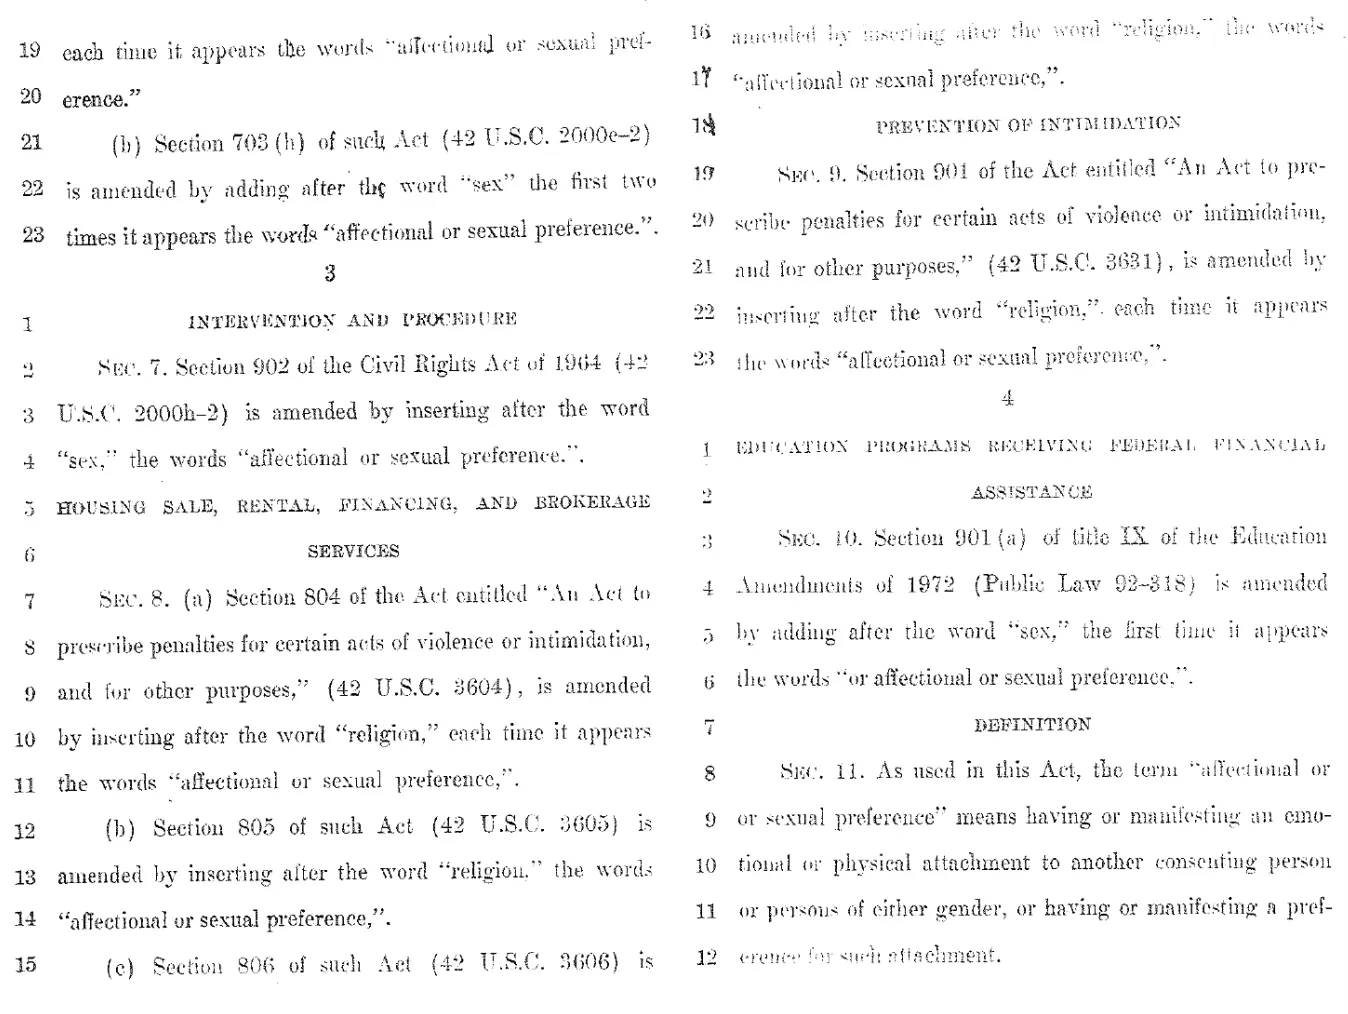 19 each time it appears the words "affectional or sexual pref-
20 erence."
21 (b) Section 703(h) of such Act (42 U.S.C. 2000e–2)
22 is amended by adding after the word "sex" the first two
23 times it appears the words "affectional or sexual preference.".
3
1 INTERVENTION AND PROCEDURE
2 SEC. 7. Section 902 of the Civil Rights Act of 1964 (42
3 U.S.C. 2000h–2) is amended by inserting after the word
4 "sex," the words "affectional or sexual preference.".
5 HOUSING SALE, RENTAL, FINANCING, AND BROKERAGE
6 SERVICES
7 SEC. 8. (a) Section 804 of the Act entitled "An Act to
8 prescribe penalties for certain acts of violence or intimidation,
9 and for other purposes," (42 U.S.C. 3604), is amended
10 by inserting after the word "religion," each time it appears
11 the words "affectional or sexual preference,".
12 (b) Section 805 of such Act (42 U.S.C. 3605) is
13 amended by inserting after the word "religion," the words
14 "affectional or sexual preference,".
15 (c) Section 806 of such Act (42 U.S.C. 3606) is
16 amended by inserting after the word "religion," the words
17 "affectional or sexual preference,".
18 PREVENTION OF INTIMIDATION
19 SEC. 9. Section 901 of the Act entitled "An Act to pre-
20 scribe penalties for certain acts of violence or intimidation,
21 and for other purposes," (42 U.S.C. 3631), is amended by
22 inserting after the word "religion,". each time it appears
23 the words "affectional or sexual preference,".
4
1 EDUCATION PROGRAMS RECEIVING FEDERAL FINANCIAL
2 ASSISTANCE
3 SEC. 10. Section 901(a) of title IX of the Education
4 Amendments of 1972 (Public Law 92–318) is amended
5 by adding after the word "sex," the first time it appears
6 the words "or affectional or sexual preference,".
7 DEFINITION
8 SEC. 11. As used in this Act, the term "affectional or
9 or sexual preference" means having or manifesting an emo-
10 tional or physical attachment to another consenting person
11 or persons of either gender, or having or manifesting a pref-
12 erence for such attachment.